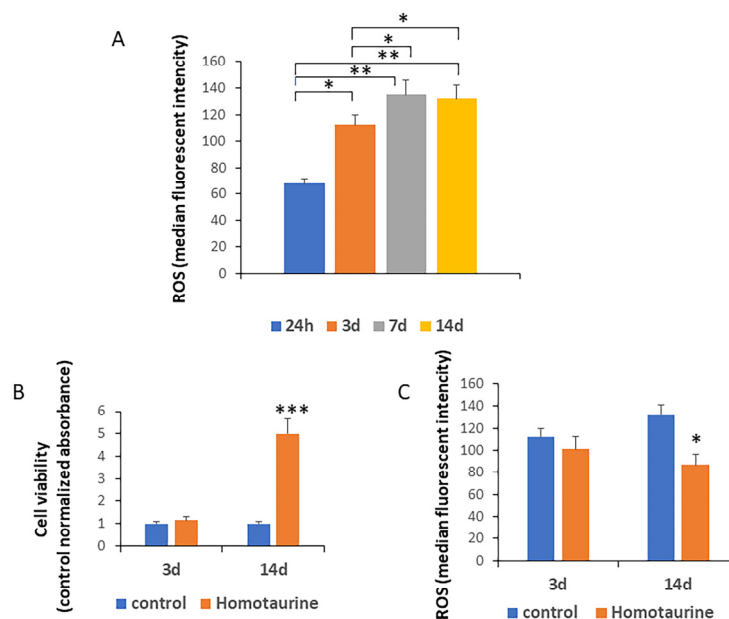 A
*
*
**
**
*
ROS (median fluorescent intencity)
160
140
120
100
80
60
40
20
0
24h 3d 7d 14d
B
Cell viability
(control normalized absorbance)
6
5
4
3
2
1
0
***
3d 14d
control Homotaurine
C
ROS (median fluorescent intencity)
160
140
120
100
80
60
40
20
0
*
3d 14d
control Homotaurine